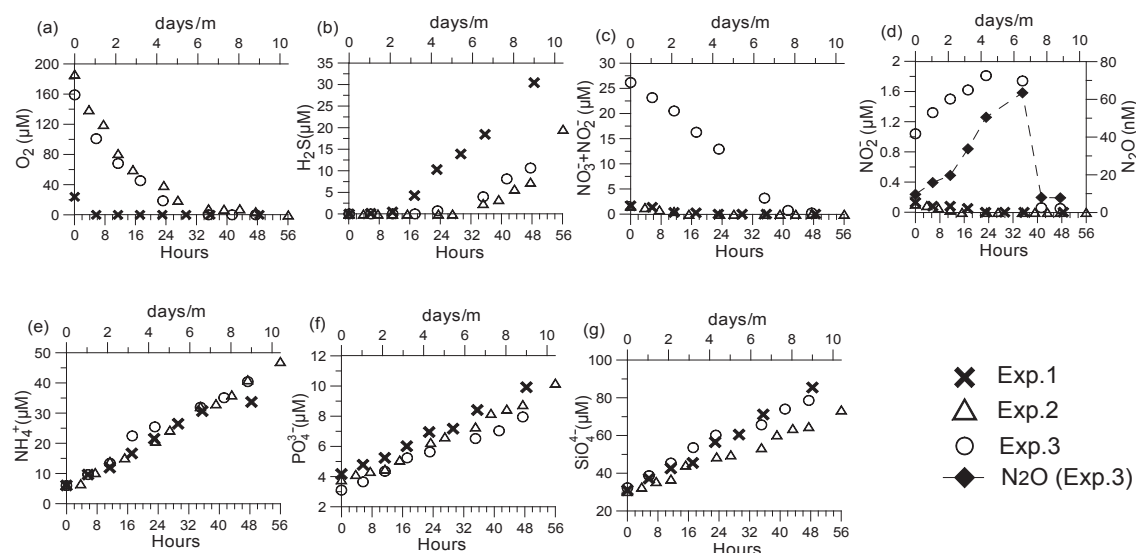 (a) days/m
0 2 4 6 8 10
O₂ (µM)
200
160
120
80
40
0
0 8 16 24 32 40 48 56
Hours
(b) days/m
0 2 4 6 8 10
H₂S(µM)
35
30
25
20
15
10
5
0
0 8 16 24 32 40 48 56
Hours
(c) days/m
0 2 4 6 8 10
NO₃⁻+NO₂⁻ (µM)
30
25
20
15
10
5
0
0 8 16 24 32 40 48 56
Hours
(d) days/m
0 2 4 6 8 10
NO₂⁻ (µM)
2
1.6
1.2
0.8
0.4
0
80
70
60
50
40
30
20
10
0
N₂O (nM)
0 8 16 24 32 40 48 56
Hours
(e) days/m
0 2 4 6 8 10
NH₄⁺(µM)
50
40
30
20
10
0
0 8 16 24 32 40 48 56
Hours
(f) days/m
0 2 4 6 8 10
PO₄³⁻(µM)
12
10
8
6
4
2
0 8 16 24 32 40 48 56
Hours
(g) days/m
0 2 4 6 8 10
SiO⁴⁻(µM)
100
80
60
40
20
0 8 16 24 32 40 48 56
Hours
Exp.1
Exp.2
Exp.3
N2O (Exp.3)